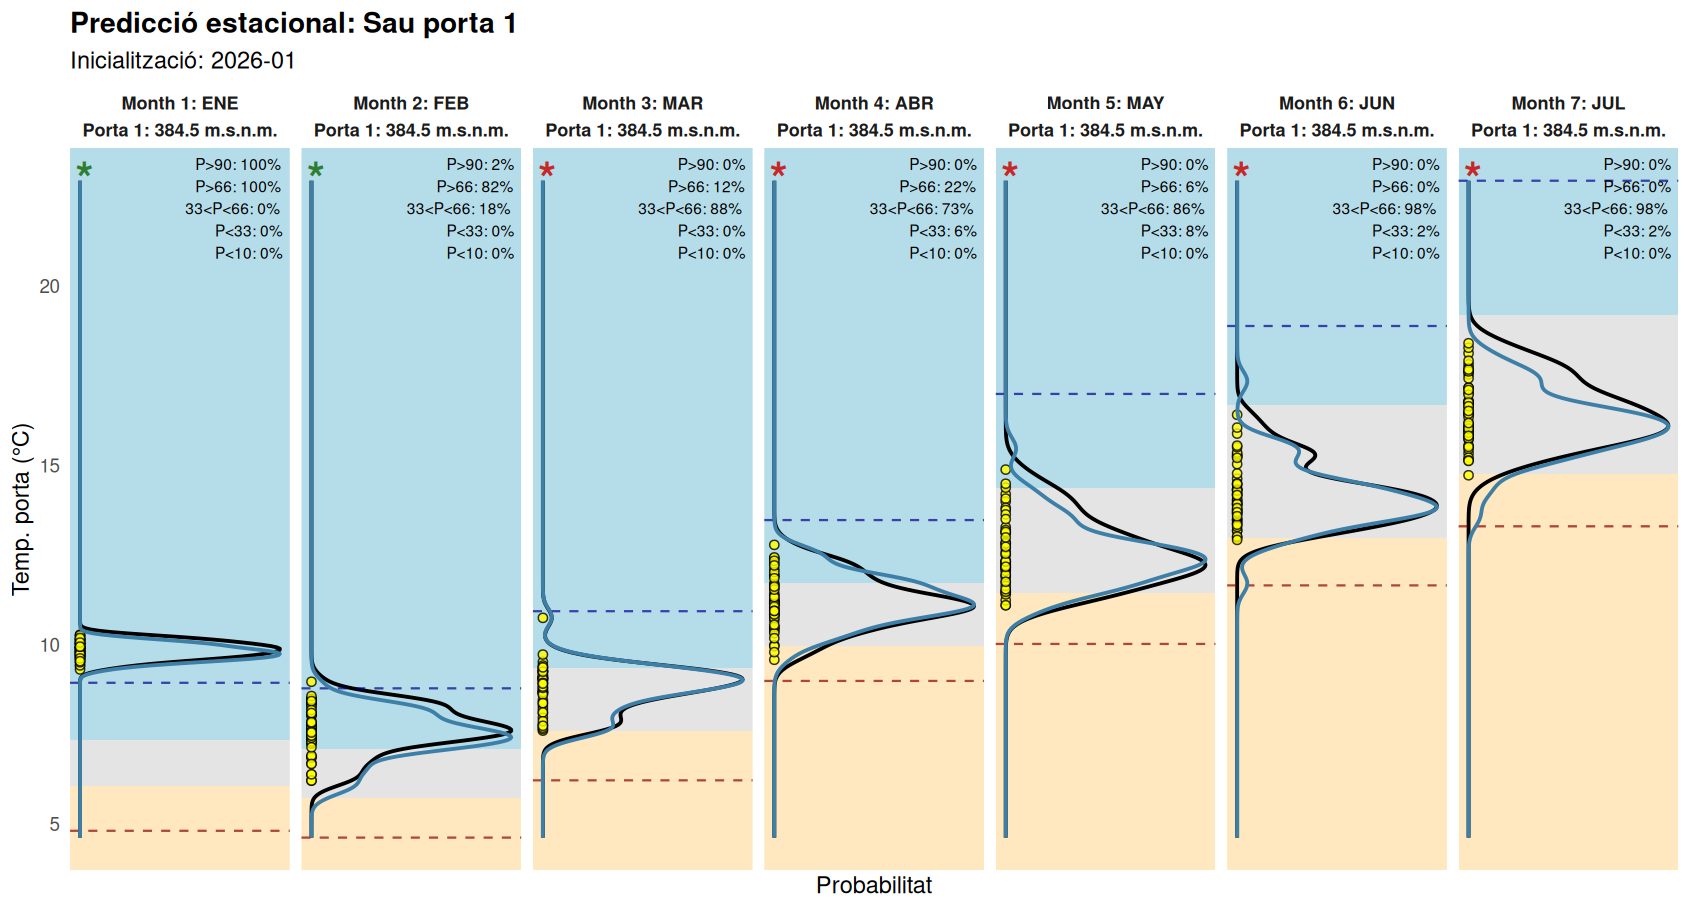 Predicció estacional: Sau porta 1
Inicialització: 2026-01
Month 1: ENE
Porta 1: 384.5 m.s.n.m.
*
P>90: 100%
P>66: 100%
33<P<66: 0%
P<33: 0%
P<10: 0%
Month 2: FEB
Porta 1: 384.5 m.s.n.m.
*
P>90: 2%
P>66: 82%
33<P<66: 18%
P<33: 0%
P<10: 0%
Month 3: MAR
Porta 1: 384.5 m.s.n.m.
*
P>90: 0%
P>66: 12%
33<P<66: 88%
P<33: 0%
P<10: 0%
Month 4: ABR
Porta 1: 384.5 m.s.n.m.
*
P>90: 0%
P>66: 22%
33<P<66: 73%
P<33: 6%
P<10: 0%
Month 5: MAY
Porta 1: 384.5 m.s.n.m.
*
P>90: 0%
P>66: 6%
33<P<66: 86%
P<33: 8%
P<10: 0%
Month 6: JUN
Porta 1: 384.5 m.s.n.m.
*
P>90: 0%
P>66: 0%
33<P<66: 98%
P<33: 2%
P<10: 0%
Month 7: JUL
Porta 1: 384.5 m.s.n.m.
*
P>90: 0%
P>66: 0%
33<P<66: 98%
P<33: 2%
P<10: 0%
Temp. porta (°C)
20
15
10
5
Probabilitat